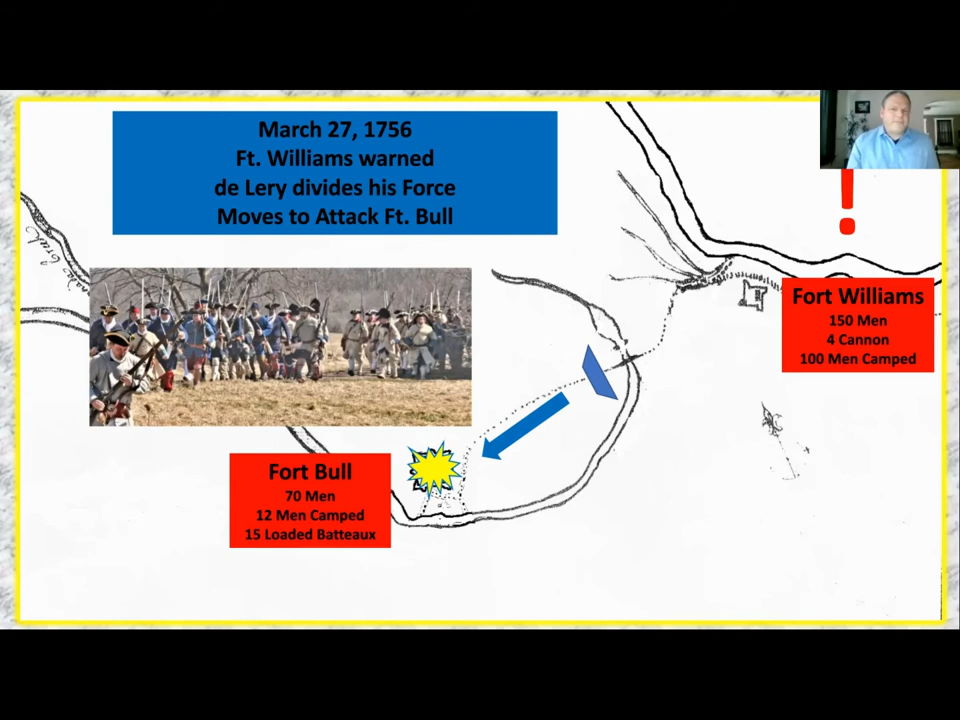 March 27, 1756
Ft. Williams warned
de Lery divides his Force
Moves to Attack Ft. Bull
!
Fort Williams
150 Men
4 Cannon
100 Men Camped
Fort Bull
70 Men
12 Men Camped
15 Loaded Batteaux